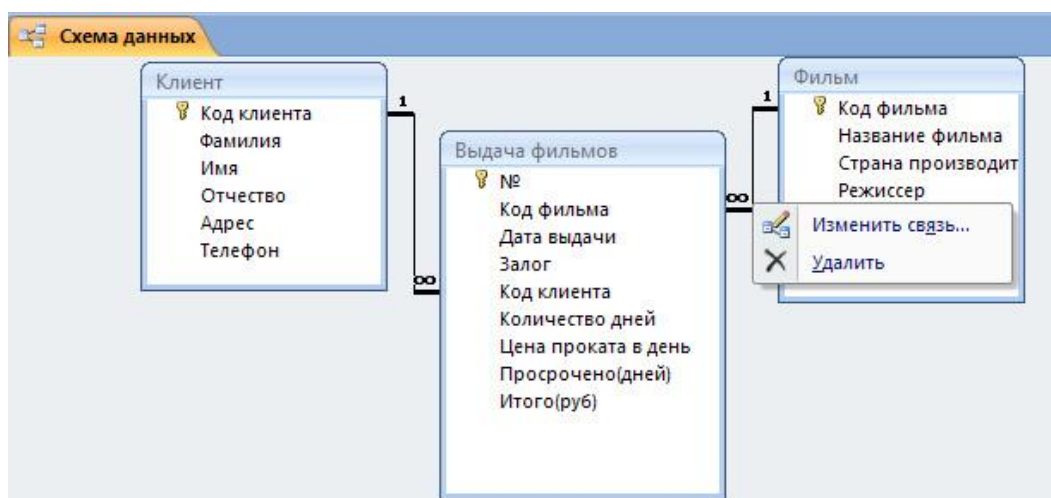 Схема данных
Клиент
Код клиента
Фамилия
Имя
Отчество
Адрес
Телефон
1
∞
Выдача фильмов
№
Код фильма
Дата выдачи
Залог
Код клиента
Количество дней
Цена проката в день
Просрочено(дней)
Итого(руб)
1
∞
Фильм
Код фильма
Название фильма
Страна производит
Режиссер
Изменить связь...
Удалить